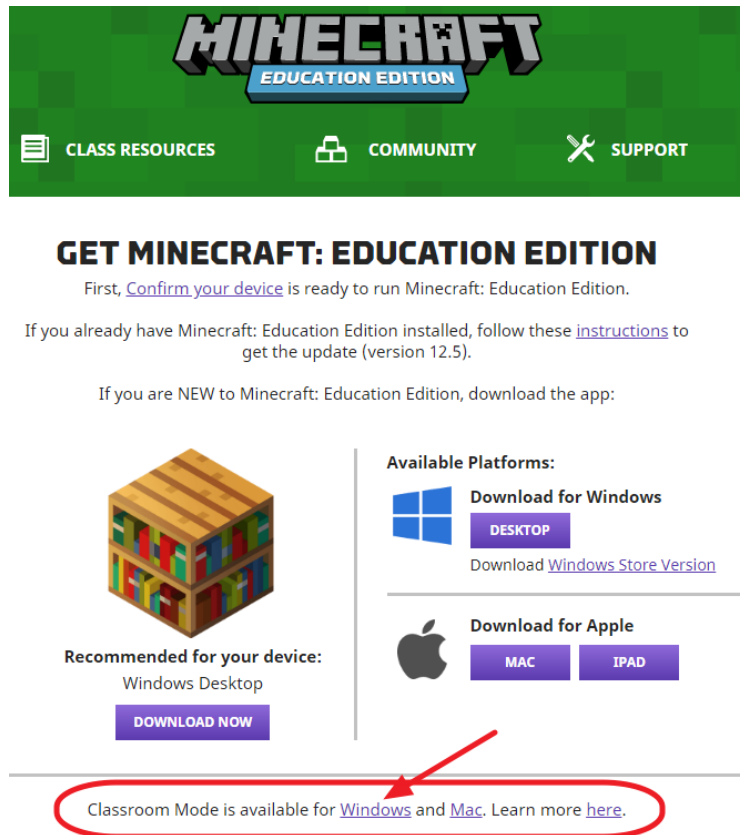 MINECRAFT
EDUCATION EDITION
CLASS RESOURCES
COMMUNITY
SUPPORT
GET MINECRAFT: EDUCATION EDITION
First, Confirm your device is ready to run Minecraft: Education Edition.
If you already have Minecraft: Education Edition installed, follow these instructions to
get the update (version 12.5).
If you are NEW to Minecraft: Education Edition, download the app:
Recommended for your device:
Windows Desktop
DOWNLOAD NOW
Available Platforms:
Download for Windows
DESKTOP
Download Windows Store Version
Download for Apple
MAC
IPAD
Classroom Mode is available for Windows and Mac. Learn more here.